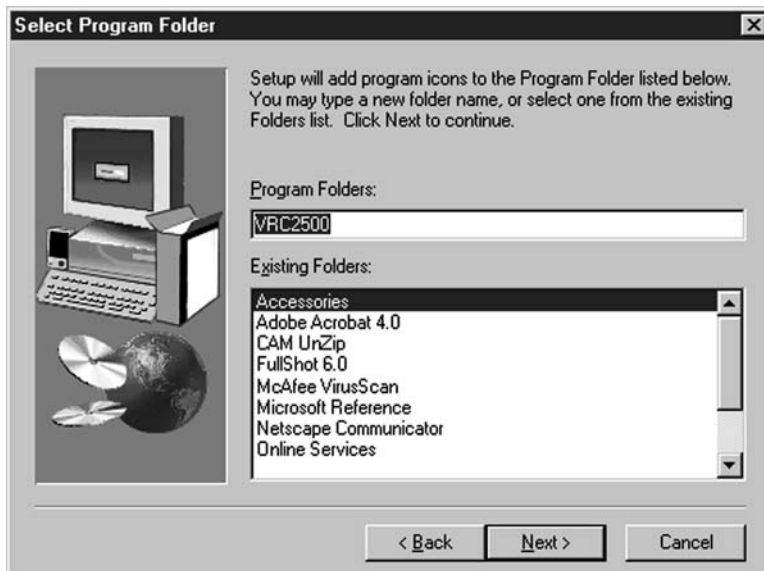 Select Program Folder
Setup will add program icons to the Program Folder listed below.
You may type a new folder name, or select one from the existing
Folders list. Click Next to continue.
Program Folders:
VRC2500
Existing Folders:
Accessories
Adobe Acrobat 4.0
CAM UnZip
FullShot 6.0
McAfee VirusScan
Microsoft Reference
Netscape Communicator
Online Services
< Back
Next >
Cancel